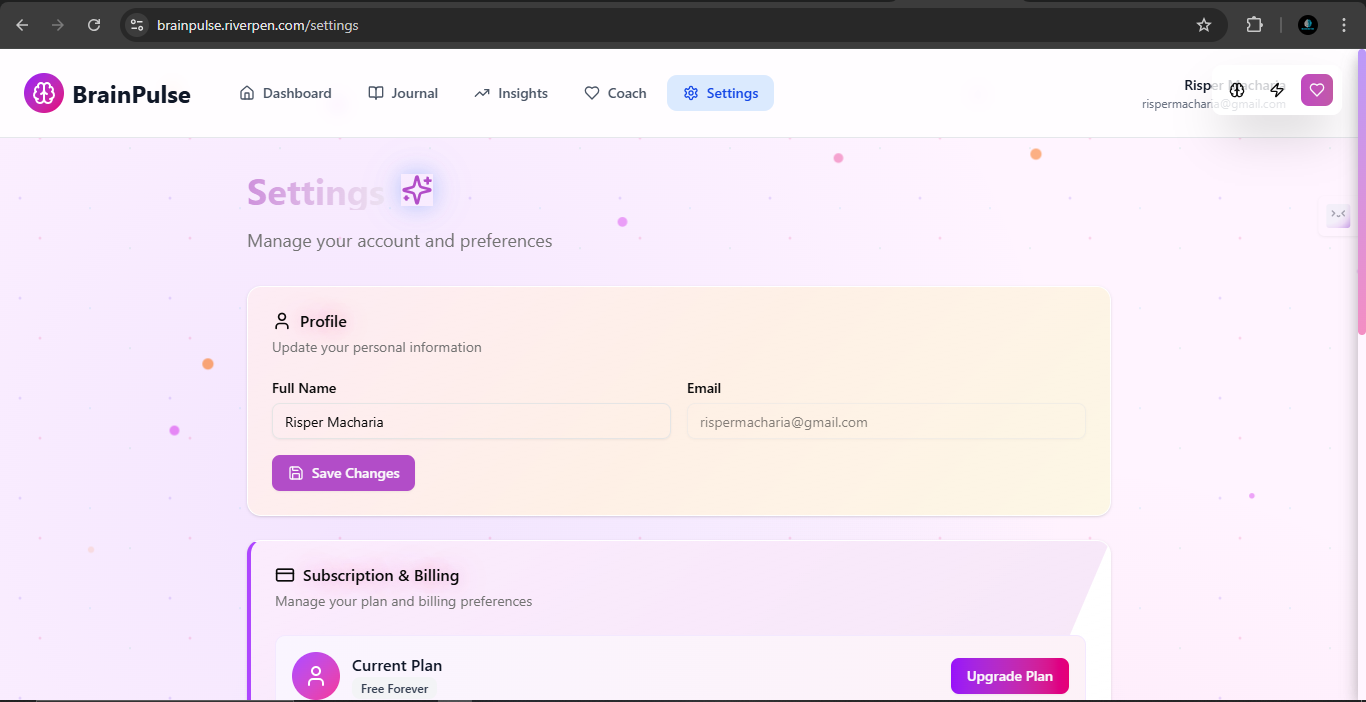 brainpulse.riverpen.com/settings
BrainPulse
Dashboard
Journal
Insights
Coach
Settings
Risper Macharia
rispermacharia@gmail.com
Settings
Manage your account and preferences
Profile
Update your personal information
Full Name
Email
Risper Macharia
rispermacharia@gmail.com
Save Changes
Subscription & Billing
Manage your plan and billing preferences
Current Plan
Free Forever
Upgrade Plan